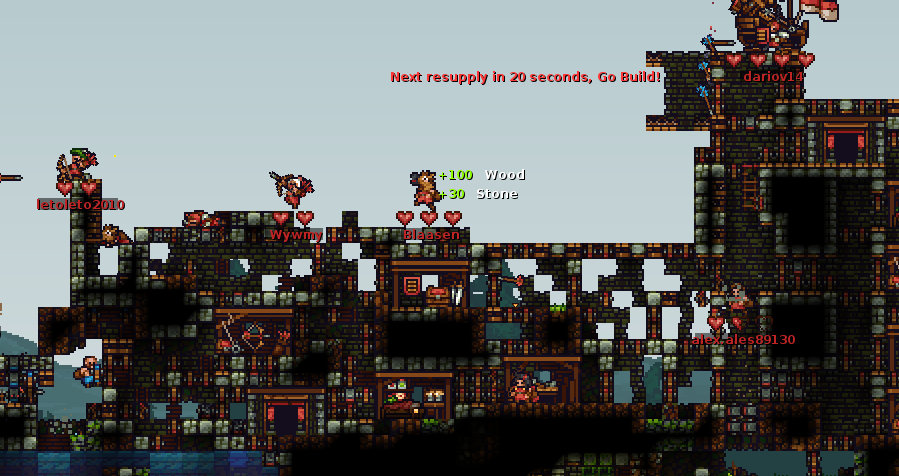 Next resupply in 20 seconds, Go Build!
dariov14
+100 Wood
+30 Stone
letoleto2010
Wywmy
Blaasen
alex.ales89130